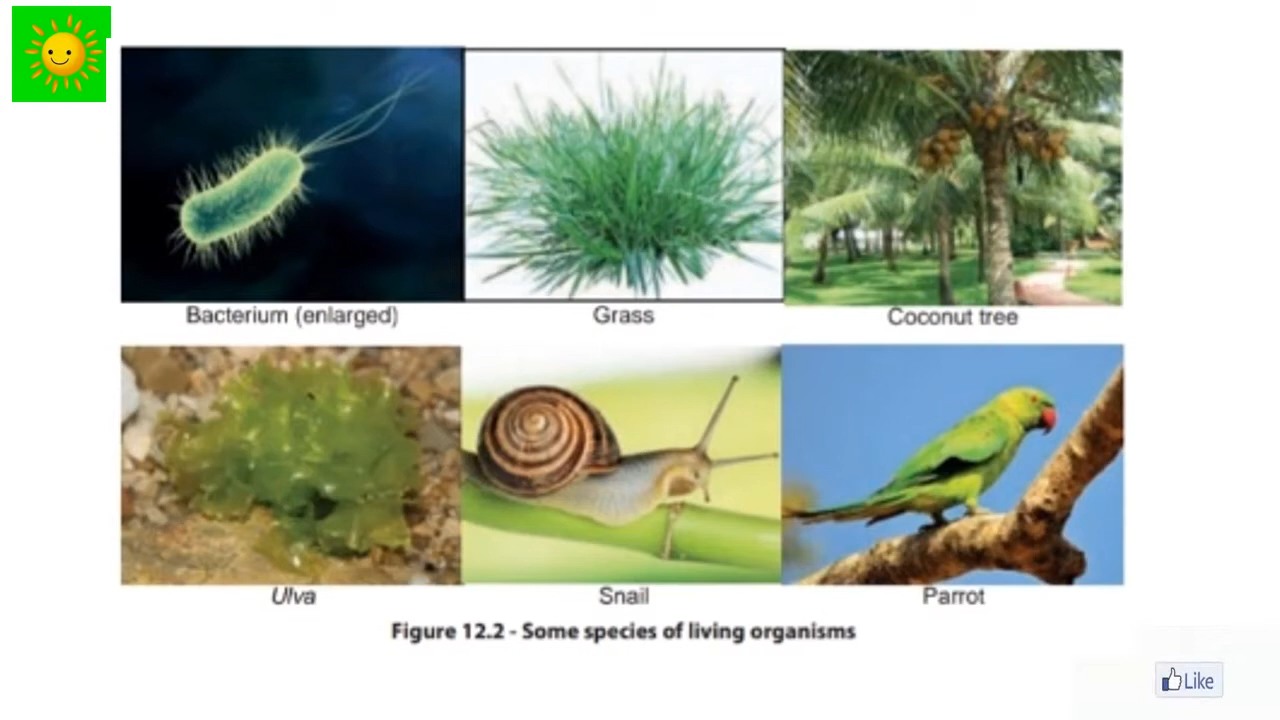 Bacterium (enlarged)
Grass
Coconut tree
Ulva
Snail
Parrot
Figure 12.2 - Some species of living organisms
Like